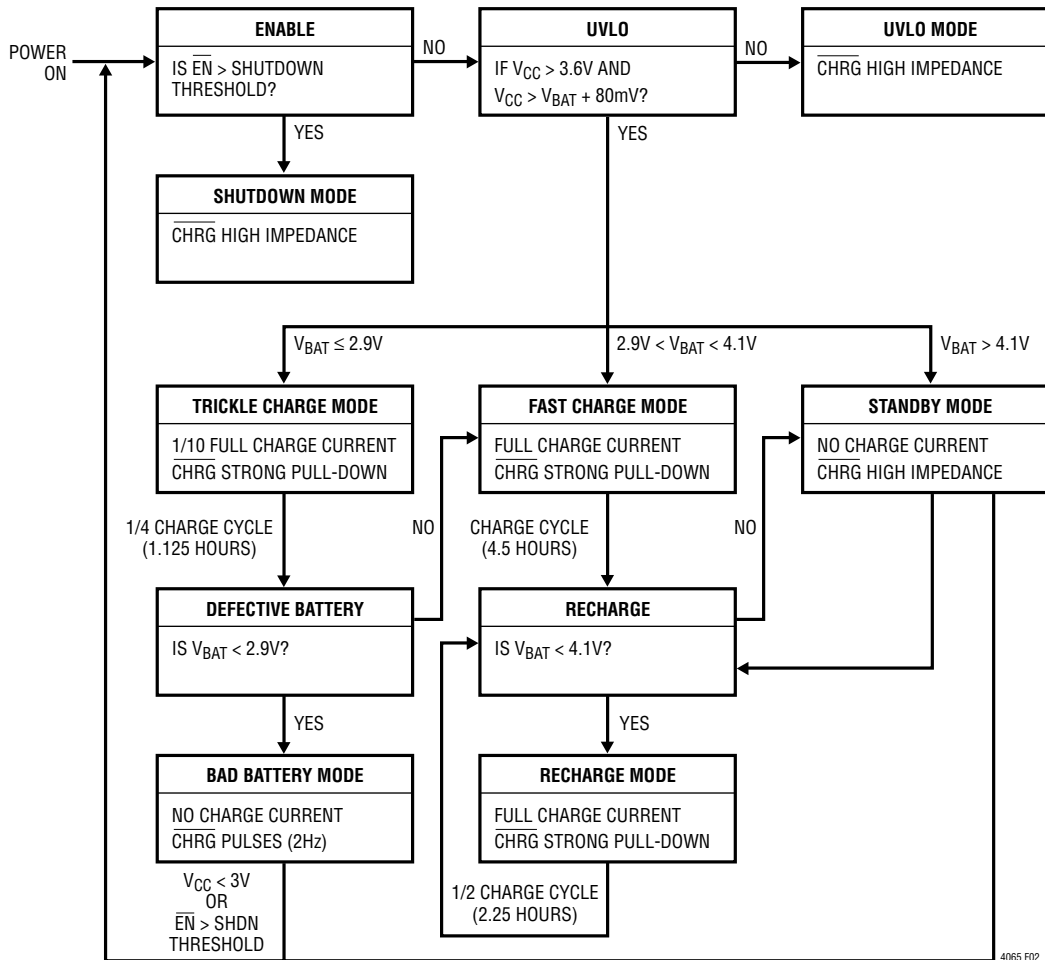 POWER
ON
ENABLE
IS EN > SHUTDOWN
THRESHOLD?
NO
UVLO
IF VCC > 3.6V AND
VCC > VBAT + 80mV?
NO
UVLO MODE
CHRG HIGH IMPEDANCE
YES
YES
SHUTDOWN MODE
CHRG HIGH IMPEDANCE
VBAT ≤ 2.9V
2.9V < VBAT < 4.1V
VBAT > 4.1V
TRICKLE CHARGE MODE
1/10 FULL CHARGE CURRENT
CHRG STRONG PULL-DOWN
FAST CHARGE MODE
FULL CHARGE CURRENT
CHRG STRONG PULL-DOWN
STANDBY MODE
NO CHARGE CURRENT
CHRG HIGH IMPEDANCE
1/4 CHARGE CYCLE
(1.125 HOURS)
NO
CHARGE CYCLE
(4.5 HOURS)
NO
DEFECTIVE BATTERY
IS VBAT < 2.9V?
RECHARGE
IS VBAT < 4.1V?
YES
YES
BAD BATTERY MODE
NO CHARGE CURRENT
CHRG PULSES (2Hz)
RECHARGE MODE
FULL CHARGE CURRENT
CHRG STRONG PULL-DOWN
VCC < 3V
OR
EN > SHDN
THRESHOLD
1/2 CHARGE CYCLE
(2.25 HOURS)
4065 F02